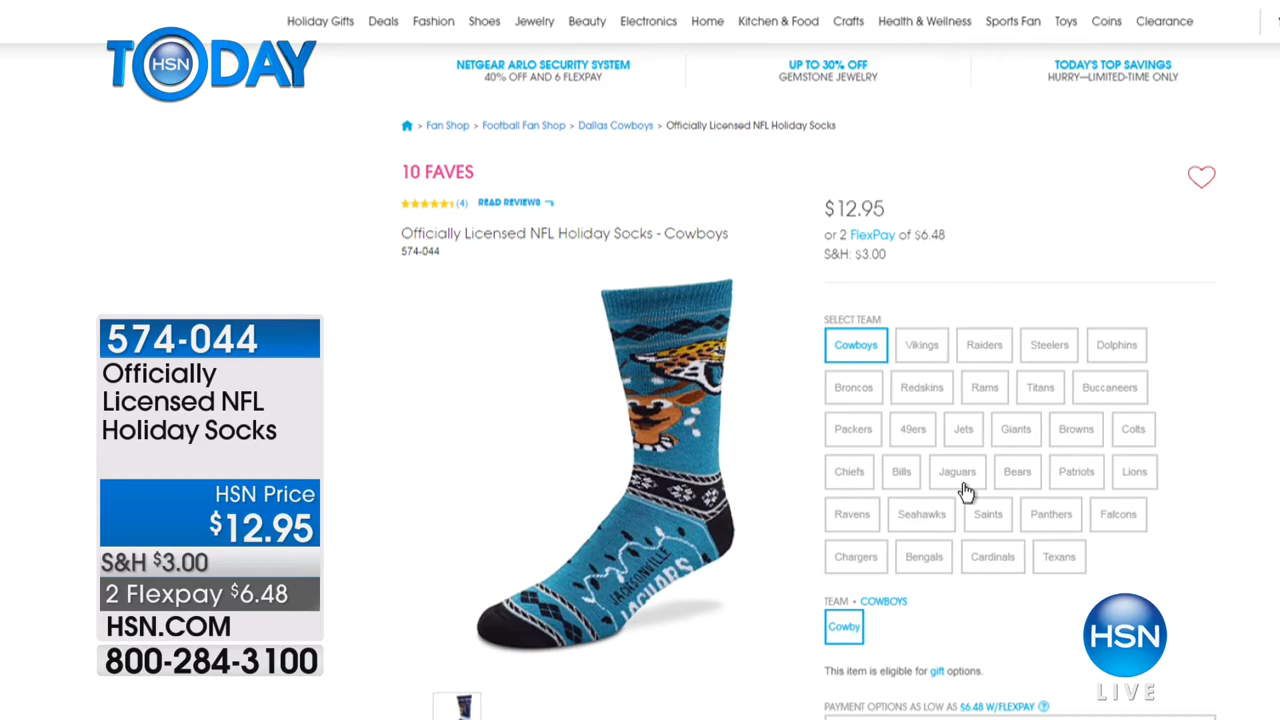 Holiday Gifts Deals Fashion Shoes Jewelry Beauty Electronics Home Kitchen & Food Crafts Health & Wellness Sports Fan Toys Coins Clearance
TODAY
HSN
NETGEAR ARLO SECURITY SYSTEM
40% OFF AND 6 FLEXPAY
UP TO 30% OFF
GEMSTONE JEWELRY
TODAY'S TOP SAVINGS
HURRY—LIMITED-TIME ONLY
> Fan Shop > Football Fan Shop > Dallas Cowboys > Officially Licensed NFL Holiday Socks
10 FAVES
(4) READ REVIEWS
Officially Licensed NFL Holiday Socks - Cowboys
574-044
$12.95
or 2 FlexPay of $6.48
S&H: $3.00
SELECT TEAM
Cowboys Vikings Raiders Steelers Dolphins
Broncos Redskins Rams Titans Buccaneers
Packers 49ers Jets Giants Browns Colts
Chiefs Bills Jaguars Bears Patriots Lions
Ravens Seahawks Saints Panthers Falcons
Chargers Bengals Cardinals Texans
TEAM • COWBOYS
Cowby
This item is eligible for gift options.
PAYMENT OPTIONS AS LOW AS $6.48 W/FLEXPAY ?
JACKSONVILLE
JAGUARS
574-044
Officially
Licensed NFL
Holiday Socks
HSN Price
$12.95
S&H $3.00
2 Flexpay $6.48
HSN.COM
800-284-3100
HSN
LIVE